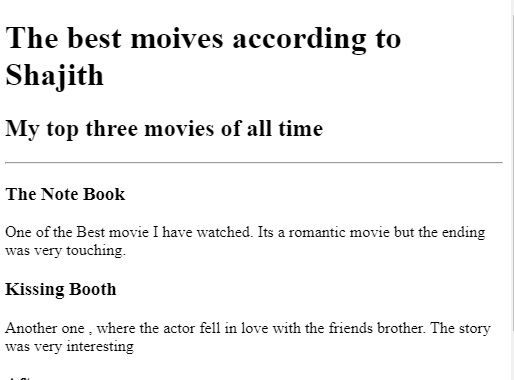 The best moives according to
Shajith
My top three movies of all time
The Note Book
One of the Best movie I have watched. Its a romantic movie but the ending
was very touching.
Kissing Booth
Another one , where the actor fell in love with the friends brother. The story
was very interesting